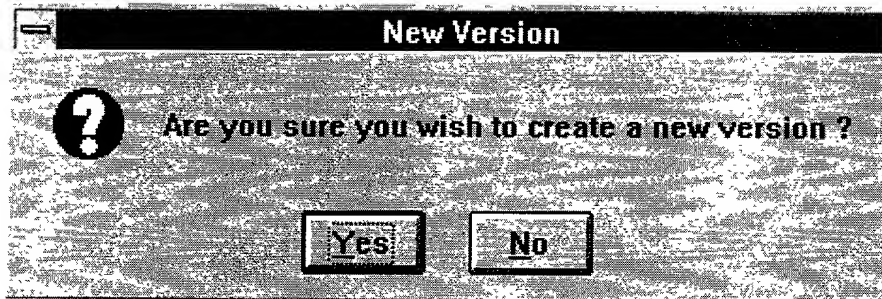 New Version
Are you sure you wish to create a new version ?
Yes
No